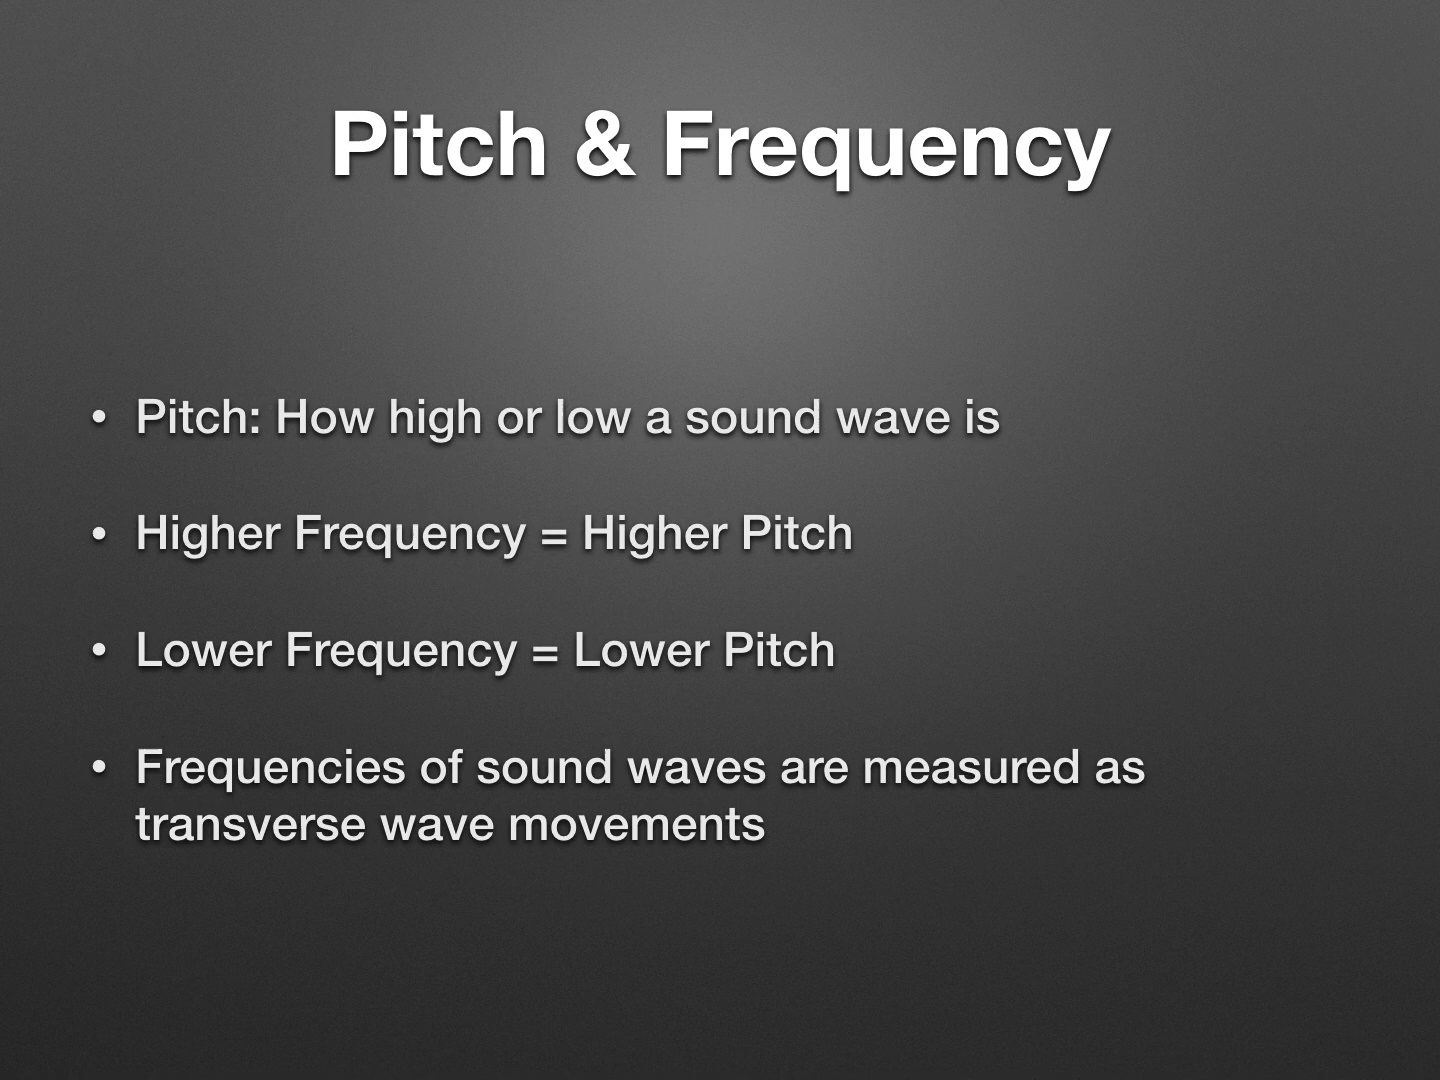 Pitch & Frequency
• Pitch: How high or low a sound wave is
• Higher Frequency = Higher Pitch
• Lower Frequency = Lower Pitch
• Frequencies of sound waves are measured as
transverse wave movements